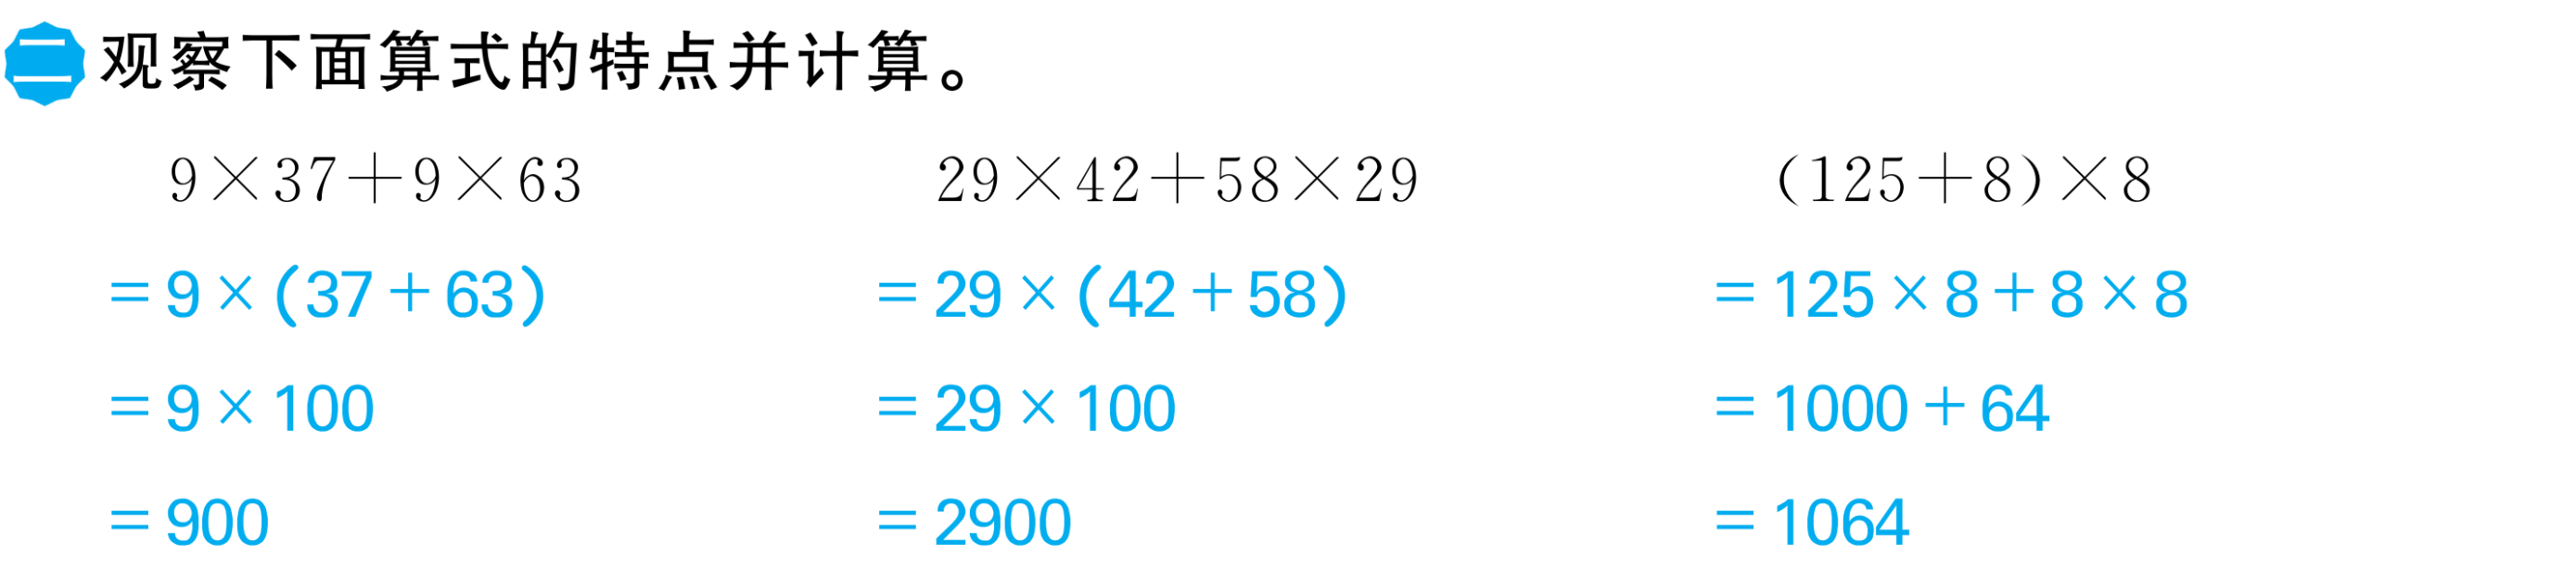 二 观察下面算式的特点并计算。
9×37+9×63 29×42+58×29 (125+8)×8
=9×(37+63) =29×(42+58) =125×8+8×8
=9×100 =29×100 =1000+64
=900 =2900 =1064